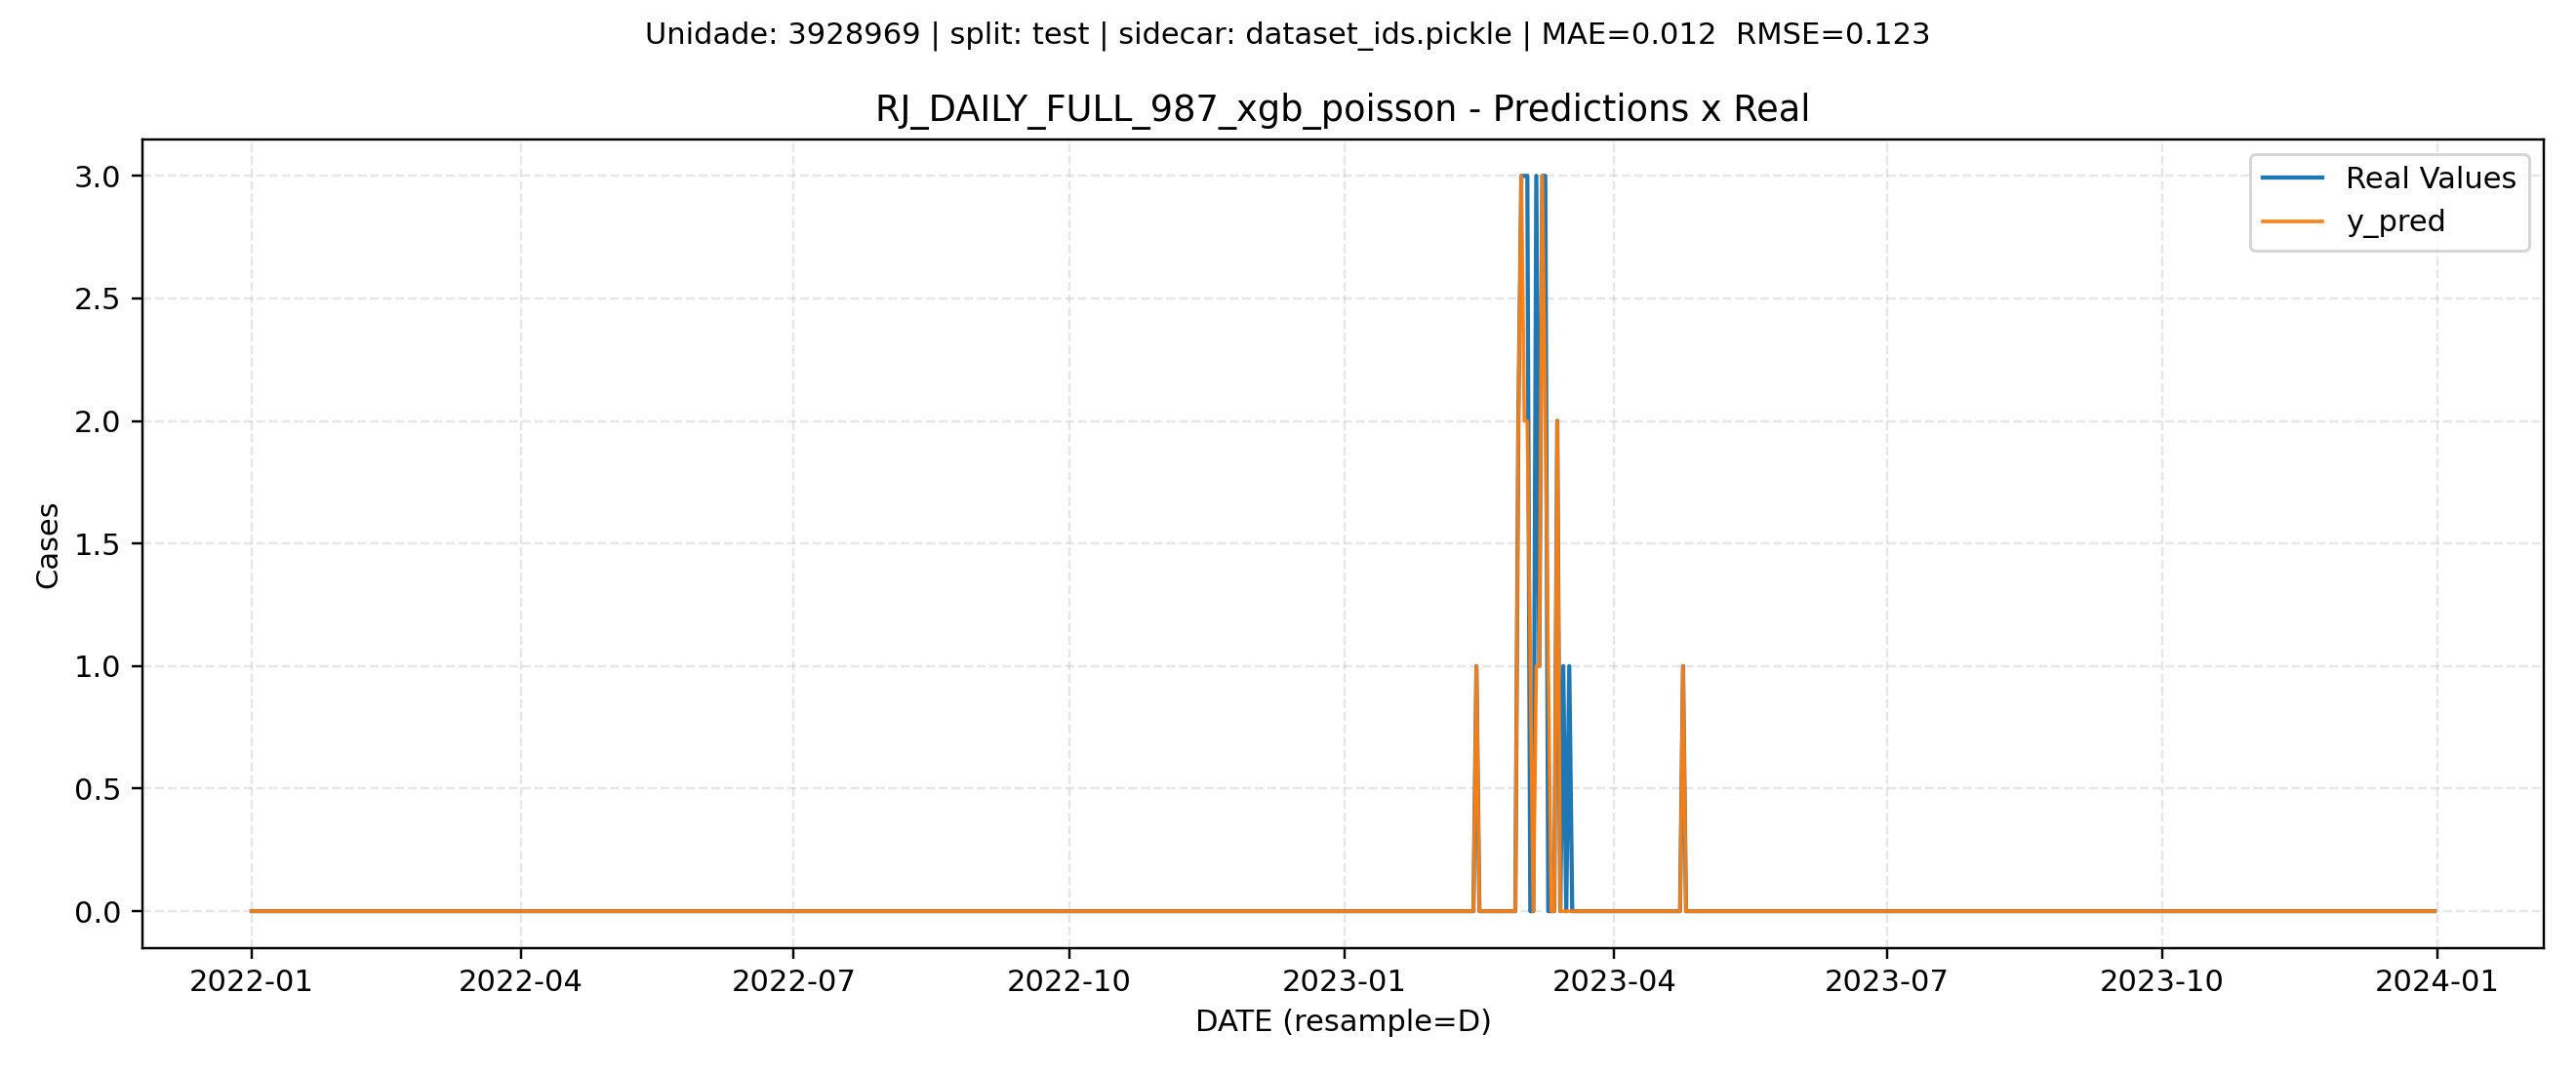 Unidade: 3928969 | split: test | sidecar: dataset_ids.pickle | MAE=0.012  RMSE=0.123
RJ_DAILY_FULL_987_xgb_poisson - Predictions x Real
Real Values
y_pred
Cases
3.0
2.5
2.0
1.5
1.0
0.5
0.0
2022-01
2022-04
2022-07
2022-10
2023-01
2023-04
2023-07
2023-10
2024-01
DATE (resample=D)